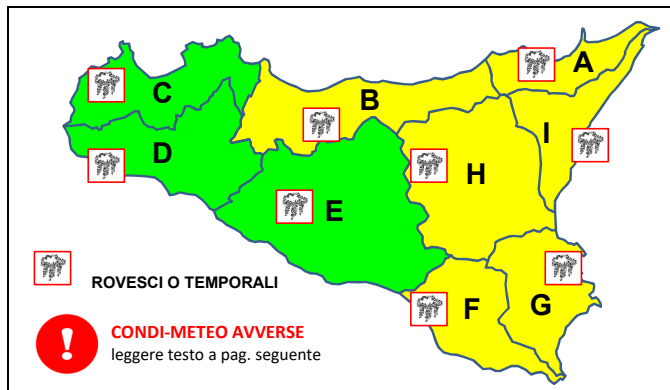 A
C
B
I
D
H
E
ROVESCI O TEMPORALI
F
G
CONDI-METEO AVVERSE
leggere testo a pag. seguente